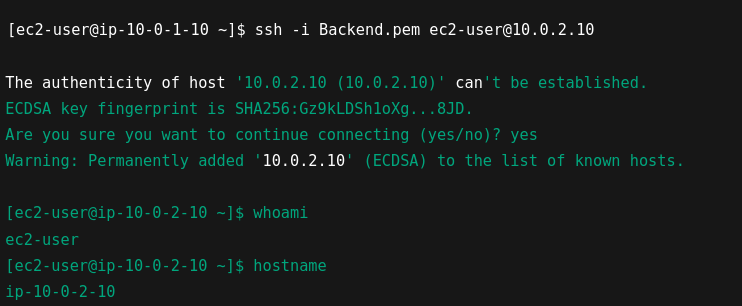 [ec2-user@ip-10-0-1-10 ~]$ ssh -i Backend.pem ec2-user@10.0.2.10
The authenticity of host '10.0.2.10 (10.0.2.10)' can't be established.
ECDSA key fingerprint is SHA256:Gz9kLDSh1oXg...8JD.
Are you sure you want to continue connecting (yes/no)? yes
Warning: Permanently added '10.0.2.10' (ECDSA) to the list of known hosts.
[ec2-user@ip-10-0-2-10 ~]$ whoami
ec2-user
[ec2-user@ip-10-0-2-10 ~]$ hostname
ip-10-0-2-10